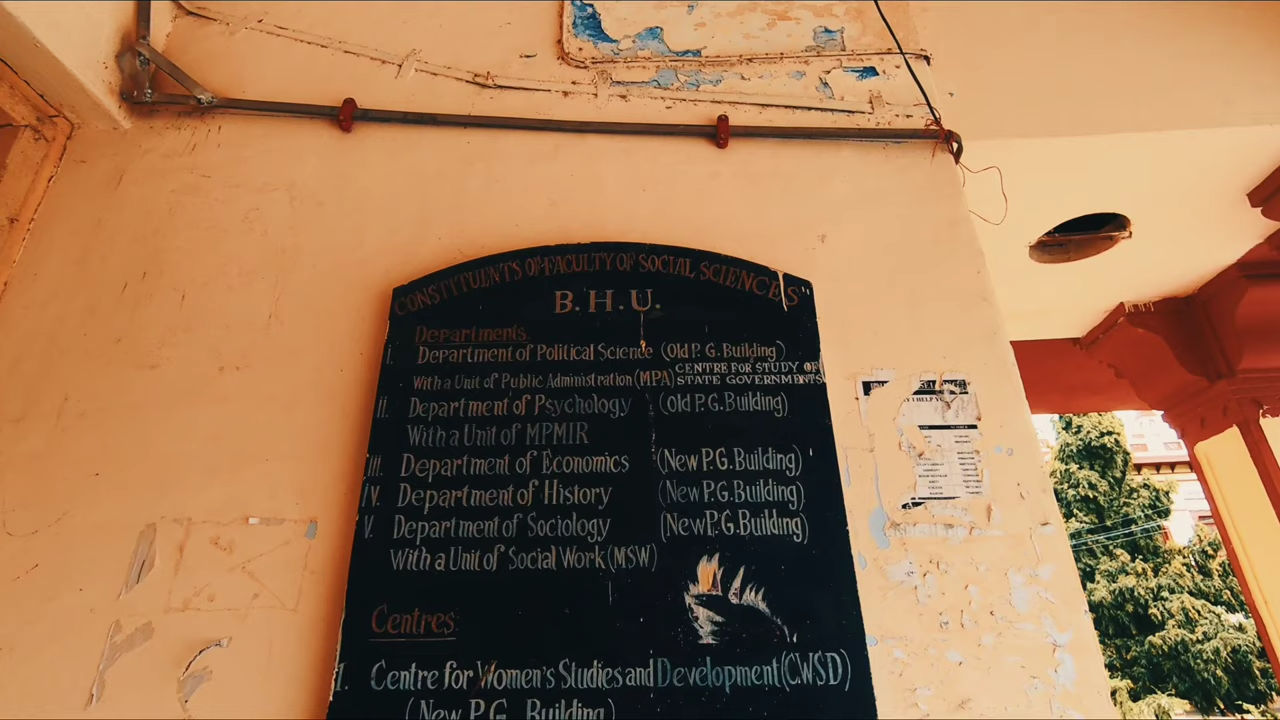 CONSTITUENTS OF FACULTY OF SOCIAL SCIENCES
B.H.U.
Departments
i. Department of Political Science (Old P.G. Building)
With a Unit of Public Administration (MPA) CENTRE FOR STUDY OF
STATE GOVERNMENTS
ii. Department of Psychology (Old P.G. Building)
With a Unit of MPMIR
iii. Department of Economics (New P.G. Building)
iv. Department of History (New P.G. Building)
v. Department of Sociology (New P.G. Building)
With a Unit of Social Work (MSW)
Centres
1. Centre for Women's Studies and Development (C.W.S.D)
(New P.G. Building)
HELP